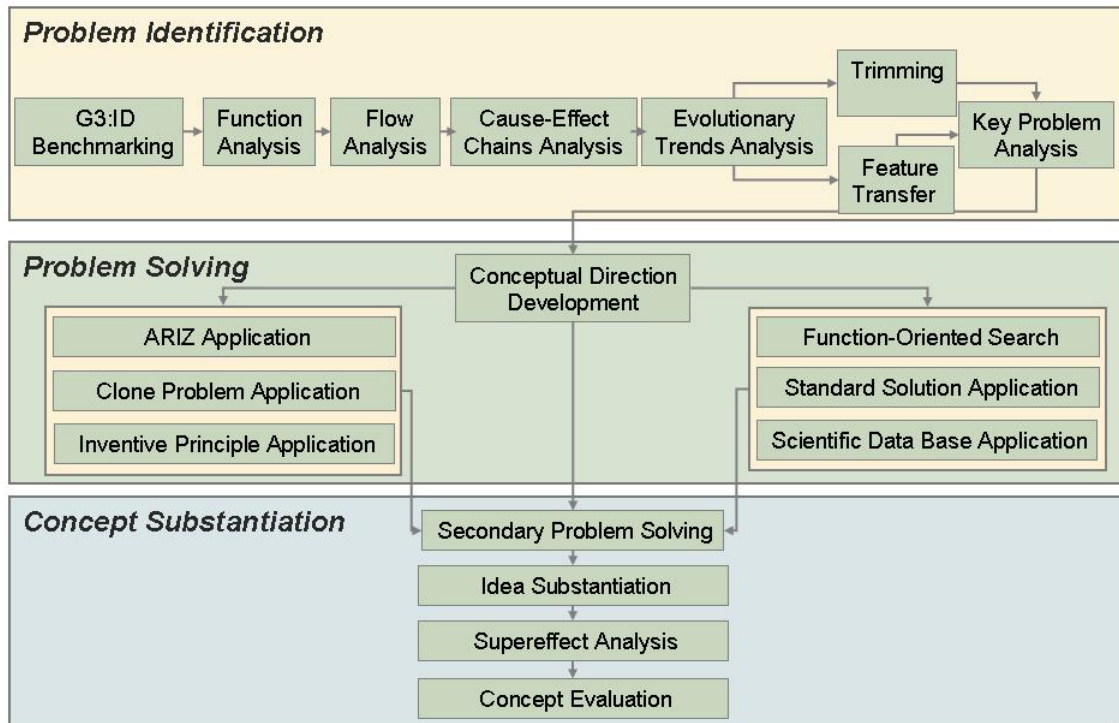 Problem Identification
G3:ID
Benchmarking
Function
Analysis
Flow
Analysis
Cause-Effect
Chains Analysis
Evolutionary
Trends Analysis
Trimming
Feature
Transfer
Key Problem
Analysis
Problem Solving
Conceptual Direction
Development
ARIZ Application
Clone Problem Application
Inventive Principle Application
Function-Oriented Search
Standard Solution Application
Scientific Data Base Application
Concept Substantiation
Secondary Problem Solving
Idea Substantiation
Supereffect Analysis
Concept Evaluation